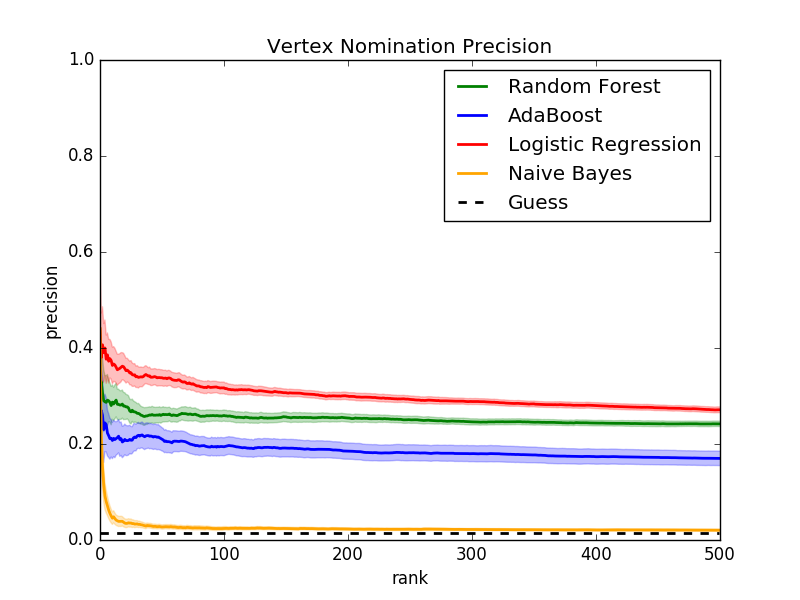 Vertex Nomination Precision
1.0
0.8
0.6
0.4
0.2
0.0
precision
Random Forest
AdaBoost
Logistic Regression
Naive Bayes
Guess
0 100 200 300 400 500
rank